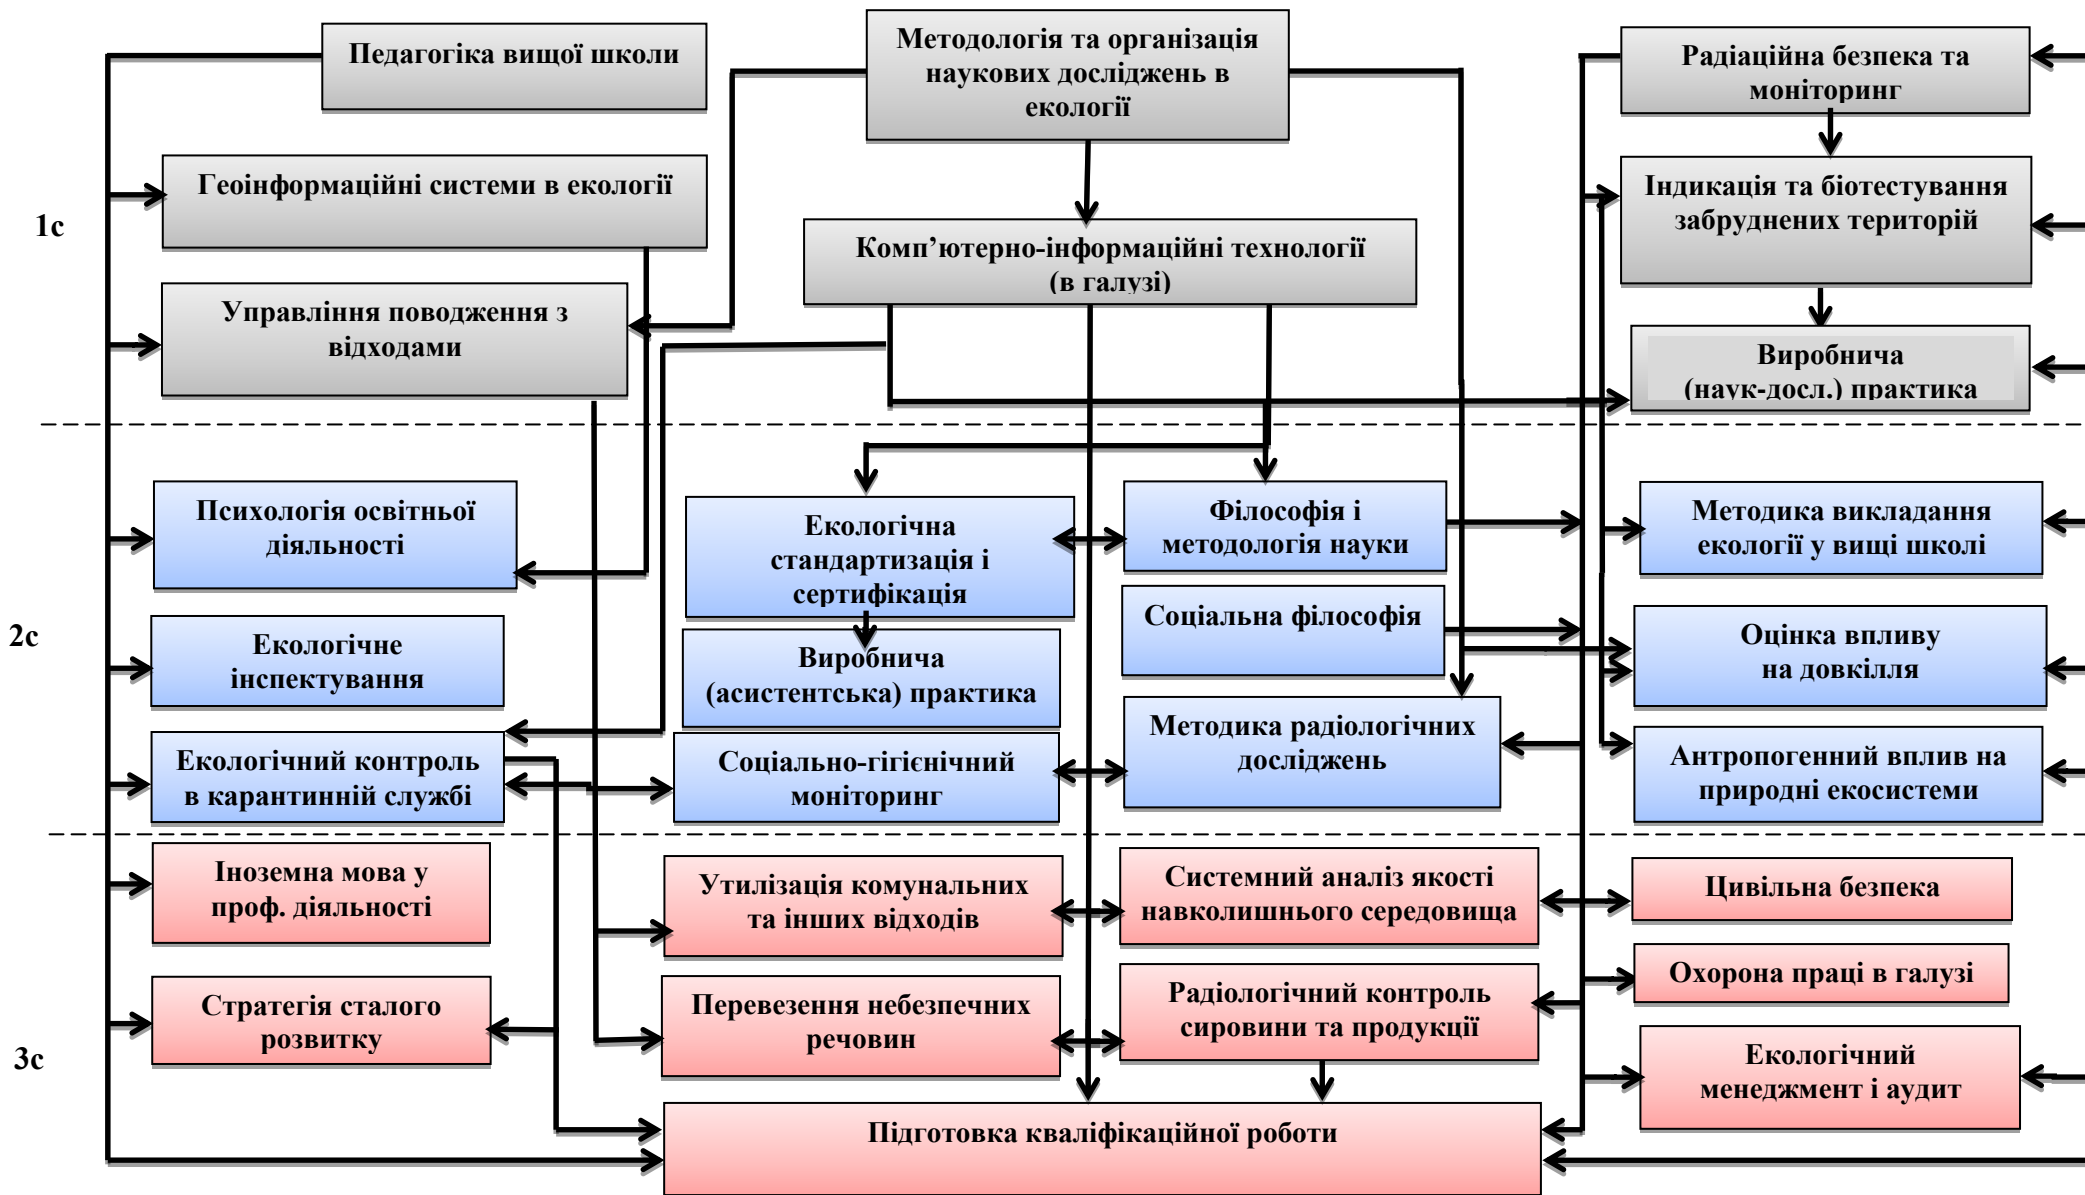 Педагогіка вищої школи
Методологія та організація
наукових досліджень в
екології
Радіаційна безпека та
моніторинг
1с
Геоінформаційні системи в екології
Комп’ютерно-інформаційні технології
(в галузі)
Індикація та біотестування
забруднених територій
Управління поводження з
відходами
Виробнича
(наук-досл.) практика
2с
Психологія освітньої
діяльності
Екологічна
стандартизація і
сертифікація
Філософія і
методологія науки
Методика викладання
екології у вищі школі
Екологічне
інспектування
Виробнича
(асистентська) практика
Соціальна філософія
Оцінка впливу
на довкілля
Екологічний контроль
в карантинній службі
Соціально-гігієнічний
моніторинг
Методика радіологічних
досліджень
Антропогенний вплив на
природні екосистеми
3с
Іноземна мова у
проф. діяльності
Утилізація комунальних
та інших відходів
Системний аналіз якості
навколишнього середовища
Цивільна безпека
Стратегія сталого
розвитку
Перевезення небезпечних
речовин
Радіологічний контроль
сировини та продукції
Охорона праці в галузі
Екологічний
менеджмент і аудит
Підготовка кваліфікаційної роботи